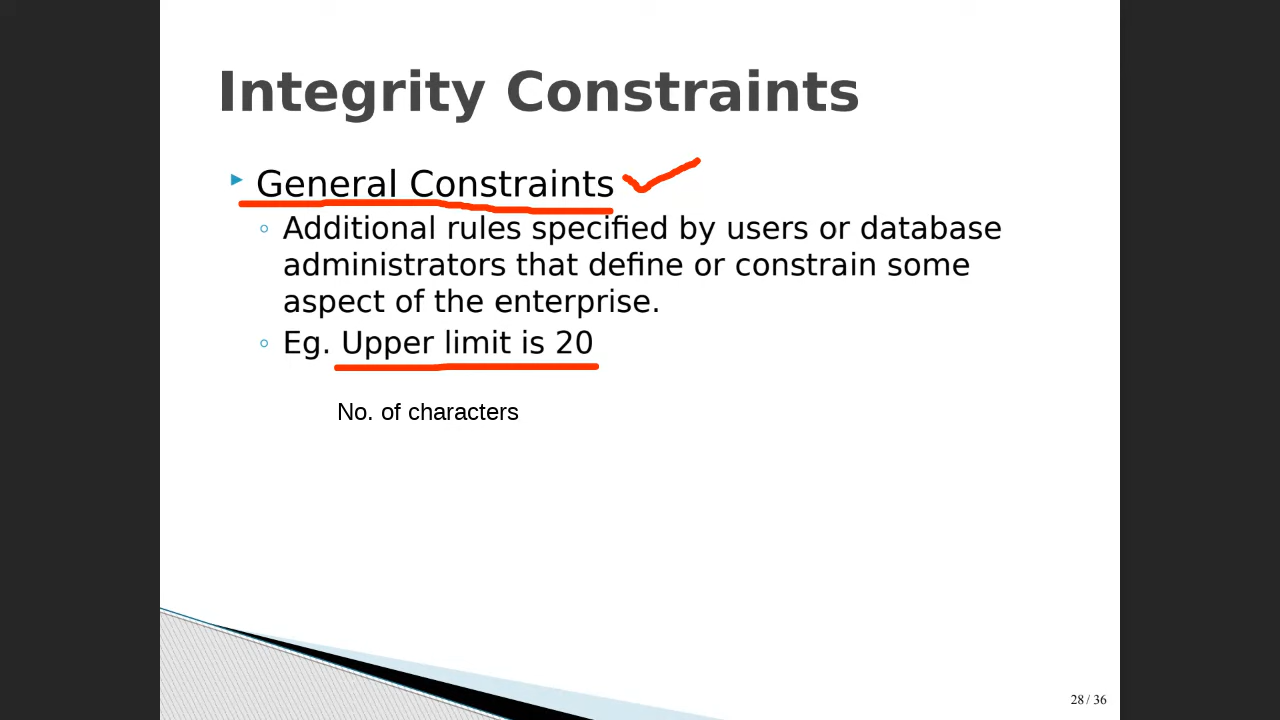 Integrity Constraints
General Constraints
Additional rules specified by users or database
administrators that define or constrain some
aspect of the enterprise.
Eg. Upper limit is 20
No. of characters
28 / 36